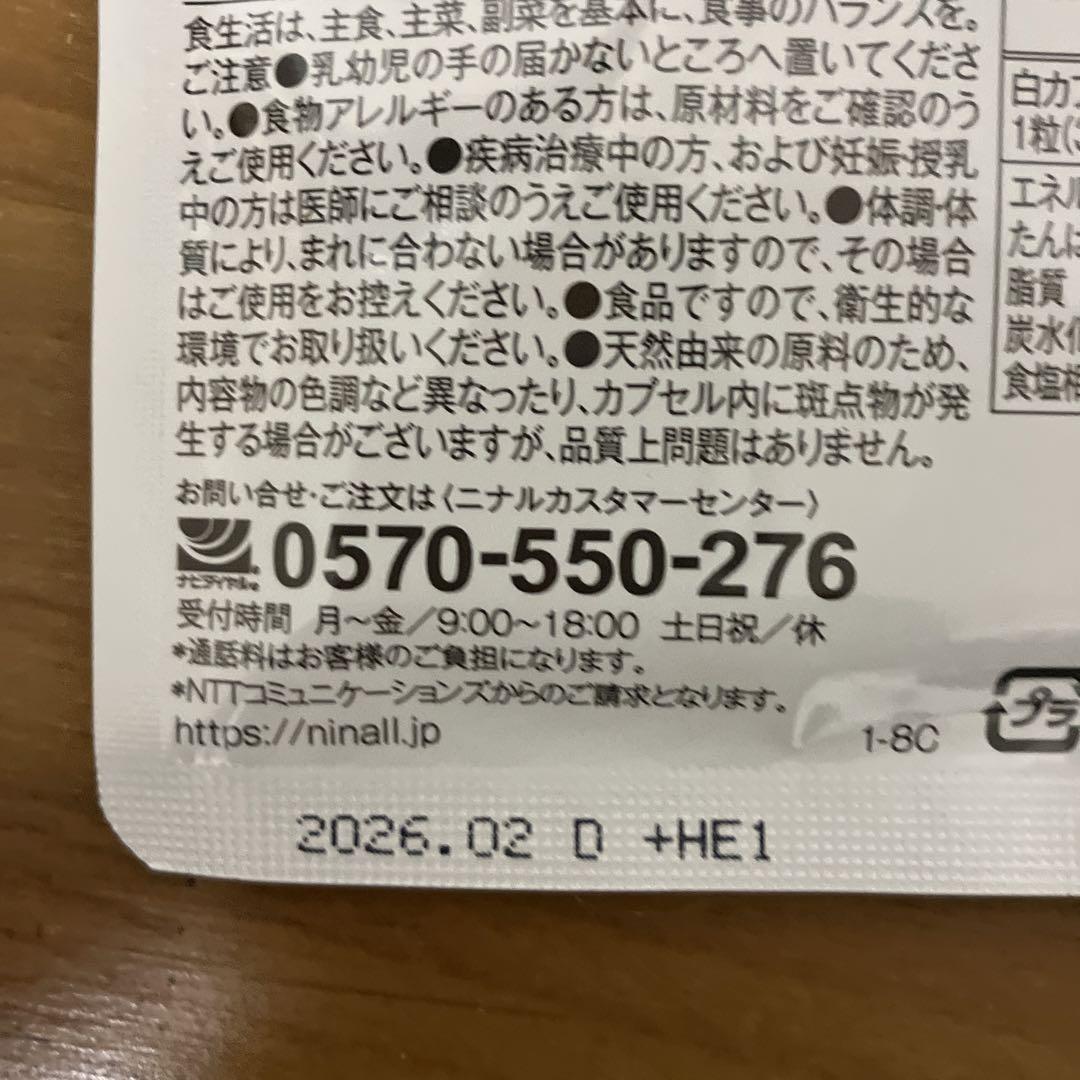 食生活は、主食、主菜、副菜を基本に、食事のバランスを。
ご注意●乳幼児の手の届かないところへ置いてくださ
い。●食物アレルギーのある方は、原材料をご確認のう
えご使用ください。●疾病治療中の方、および妊娠・授乳
中の方は医師にご相談のうえご使用ください。●体調・体
質により、まれに合わない場合がありますので、その場合
はご使用をお控えください。●食品ですので、衛生的な
環境でお取り扱いください。●天然由来の原料のため、
内容物の色調など異なったり、カプセル内に斑点物が発
生する場合がございますが、品質上問題はありません。
お問い合せ・ご注文は〈ニナルカスタマーセンター〉
ナビダイヤル® 0570-550-276
受付時間 月〜金／9:00〜18:00 土日祝／休
*通話料はお客様のご負担になります。
*NTTコミュニケーションズからのご請求となります。
https://ninall.jp
1-8C
プラ
2026.02 D +HE1
白カ
1粒(
エネル
たんぱ
脂質
炭水化
食塩相